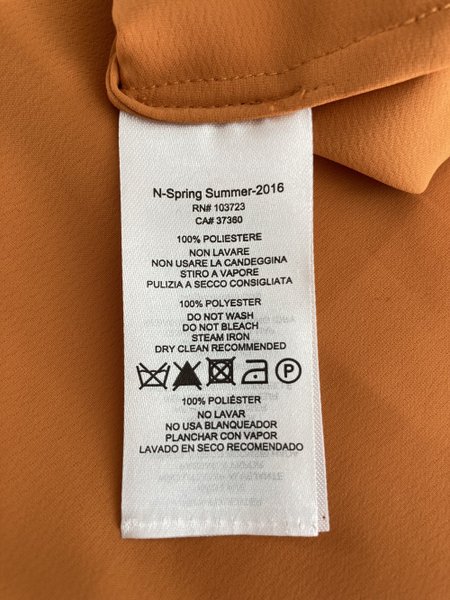 N-Spring Summer-2016
RN# 103723
CA# 37360
100% POLIESTERE
NON LAVARE
NON USARE LA CANDEGGINA
STIRO A VAPORE
PULIZIA A SECCO CONSIGLIATA
100% POLYESTER
DO NOT WASH
DO NOT BLEACH
STEAM IRON
DRY CLEAN RECOMMENDED
P
100% POLIÉSTER
NO LAVAR
NO USA BLANQUEADOR
PLANCHAR CON VAPOR
LAVADO EN SECO RECOMENDADO